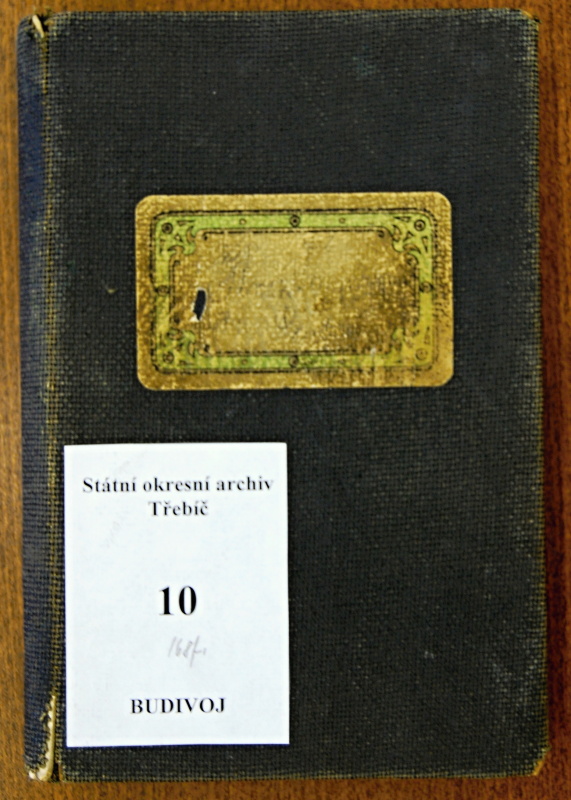 Státní okresní archiv
Třebíč
10
BUDIVOJ